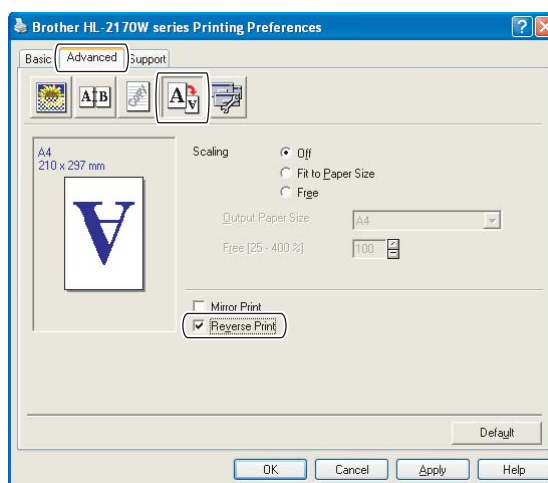 Brother HL-2170W series Printing Preferences
Basic Advanced Support
A B A A
A4
210 x 297 mm
A
Scaling Off
Fit to Paper Size
Free
Output Paper Size A4
Free [25 - 400 %] 100
Mirror Print
Reverse Print
Default
OK Cancel Apply Help